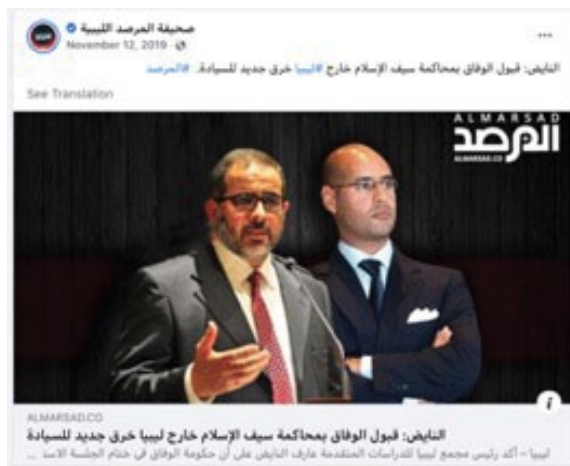 صحيفة المرصد الليبية
November 12, 2019
النايض: قبول الوفاق بمحاكمة سيف الإسلام خارج #ليبيا خرق جديد للسيادة. #المرصد
See Translation
ALMARSAD
المرصد
ALMARSAD.CO
ALMARSAD.CO
النايض: قبول الوفاق بمحاكمة سيف الإسلام خارج ليبيا خرق جديد للسيادة
ليبيا – أكد رئيس مجمع ليبيا للدراسات المتقدمة عارف النايض على أن حكومة الوفاق في ختام الجلسة الاسـ ...